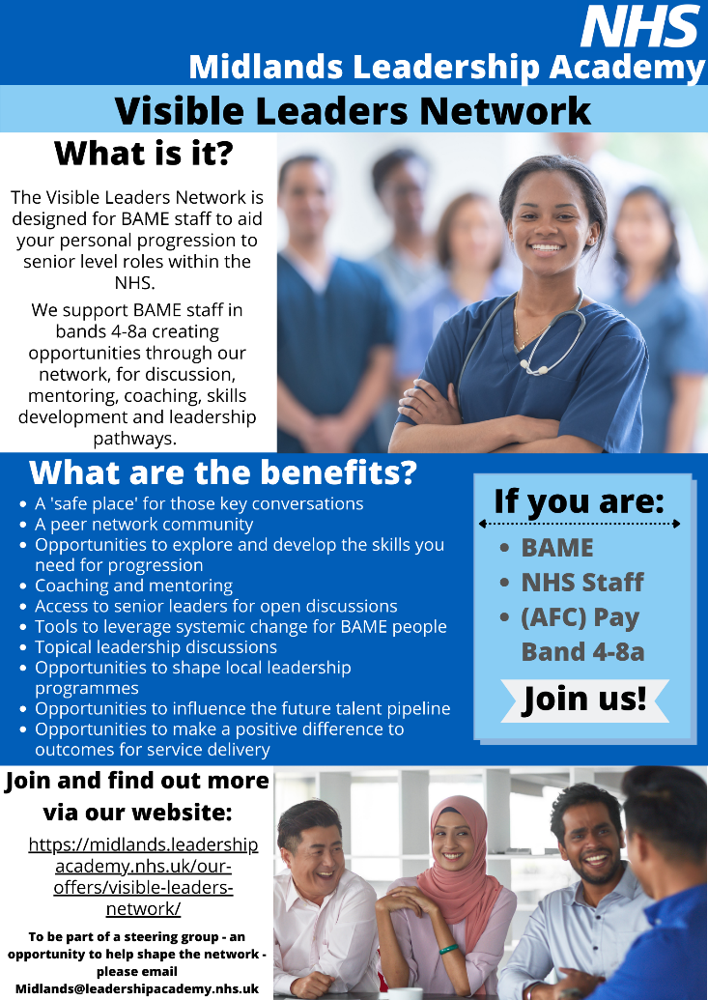 NHS
Midlands Leadership Academy
Visible Leaders Network
What is it?
The Visible Leaders Network is
designed for BAME staff to aid
your personal progression to
senior level roles within the
NHS.
We support BAME staff in
bands 4-8a creating
opportunities through our
network, for discussion,
mentoring, coaching, skills
development and leadership
pathways.
What are the benefits?
• A 'safe place' for those key conversations
• A peer network community
• Opportunities to explore and develop the skills you
need for progression
• Coaching and mentoring
• Access to senior leaders for open discussions
• Tools to leverage systemic change for BAME people
• Topical leadership discussions
• Opportunities to shape local leadership
programmes
• Opportunities to influence the future talent pipeline
• Opportunities to make a positive difference to
outcomes for service delivery
If you are:
• BAME
• NHS Staff
• (AFC) Pay
Band 4-8a
Join us!
Join and find out more
via our website:
https://midlands.leadership
academy.nhs.uk/our-
offers/visible-leaders-
network/
To be part of a steering group - an
opportunity to help shape the network -
please email
Midlands@leadershipacademy.nhs.uk